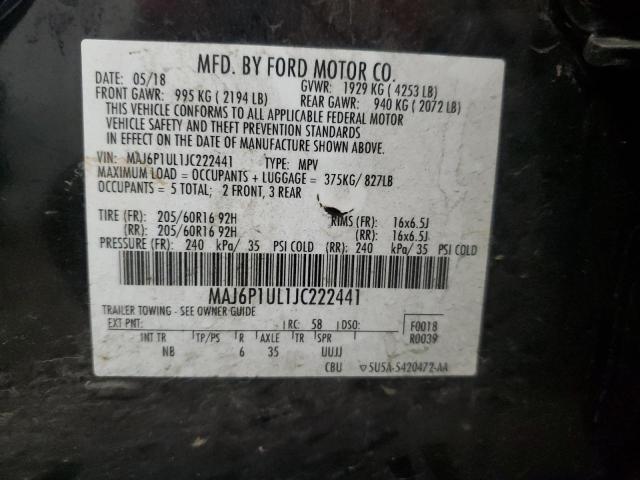 MFD. BY FORD MOTOR CO.
DATE: 05/18 GVWR: 1929 KG ( 4253 LB)
FRONT GAWR: 995 KG ( 2194 LB) REAR GAWR: 940 KG (2072 LB)
THIS VEHICLE CONFORMS TO ALL APPLICABLE FEDERAL MOTOR
VEHICLE SAFETY AND THEFT PREVENTION STANDARDS
IN EFFECT ON THE DATE OF MANUFACTURE SHOWN ABOVE.
VIN: MAJ6P1UL1JC222441 TYPE: MPV
MAXIMUM LOAD = OCCUPANTS + LUGGAGE = 375KG/ 827LB
OCCUPANTS = 5 TOTAL; 2 FRONT, 3 REAR
TIRE (FR): 205/60R16 92H RIMS (FR): 16x6.5J
(RR): 205/60R16 92H (RR): 16x6.5J
PRESSURE (FR): 240 kPa/ 35 PSI COLD (RR): 240 kPa/ 35 PSI COLD
MAJ6P1UL1JC222441
TRAILER TOWING - SEE OWNER GUIDE
EXT PNT: RC: 58 DSO: F0018
INT TR TP/PS R AXLE TR SPR R0039
NB 6 35 UUJJ
CBU 5U5A-S420472-AA